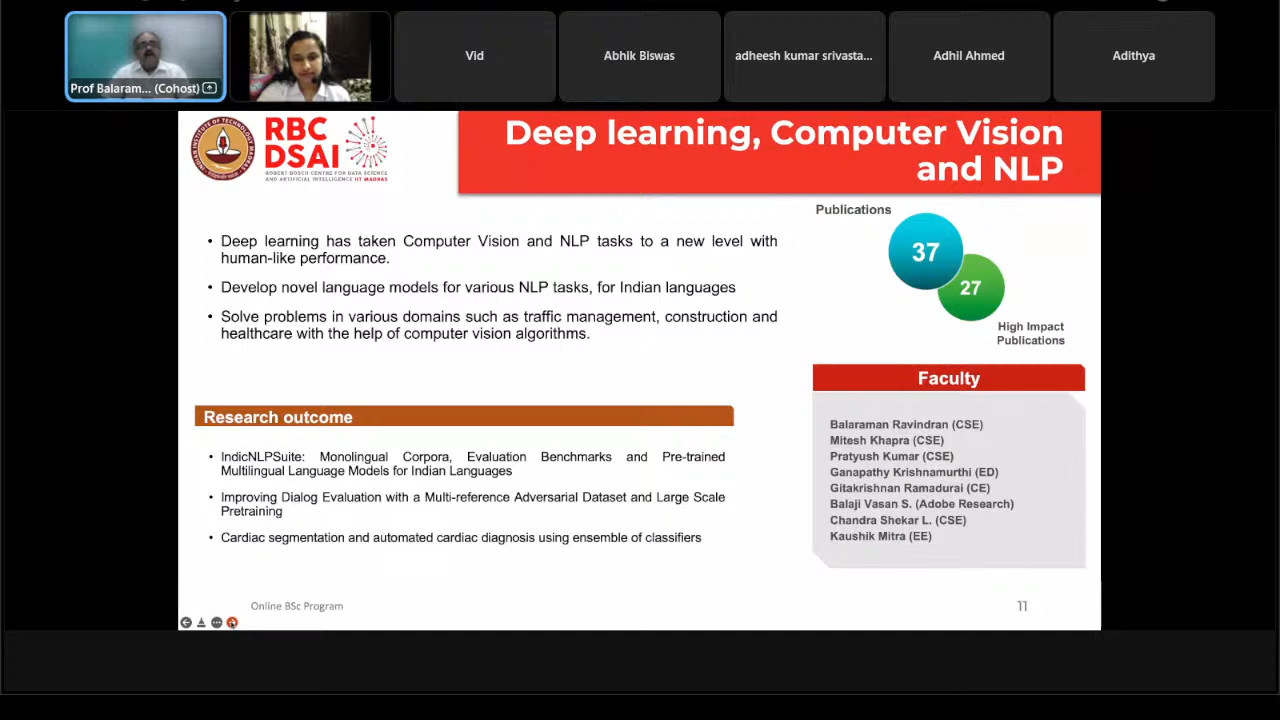 Prof Balaram... (Cohost)
Vid
Abhik Biswas
adheesh kumar srivasta...
Adhil Ahmed
Adithya
INDIAN INSTITUTE OF TECHNOLOGY MADRAS
RBC
DSAI
ROBERT BOSCH CENTRE FOR DATA SCIENCE
AND ARTIFICIAL INTELLIGENCE IIT MADRAS
Deep learning, Computer Vision
and NLP
• Deep learning has taken Computer Vision and NLP tasks to a new level with
human-like performance.
• Develop novel language models for various NLP tasks, for Indian languages
• Solve problems in various domains such as traffic management, construction and
healthcare with the help of computer vision algorithms.
Publications
37
27
High Impact
Publications
Research outcome
• IndicNLPSuite: Monolingual Corpora, Evaluation Benchmarks and Pre-trained
Multilingual Language Models for Indian Languages
• Improving Dialog Evaluation with a Multi-reference Adversarial Dataset and Large Scale
Pretraining
• Cardiac segmentation and automated cardiac diagnosis using ensemble of classifiers
Faculty
Balaraman Ravindran (CSE)
Mitesh Khapra (CSE)
Pratyush Kumar (CSE)
Ganapathy Krishnamurthi (ED)
Gitakrishnan Ramadurai (CE)
Balaji Vasan S. (Adobe Research)
Chandra Shekar L. (CSE)
Kaushik Mitra (EE)
Online BSc Program
11